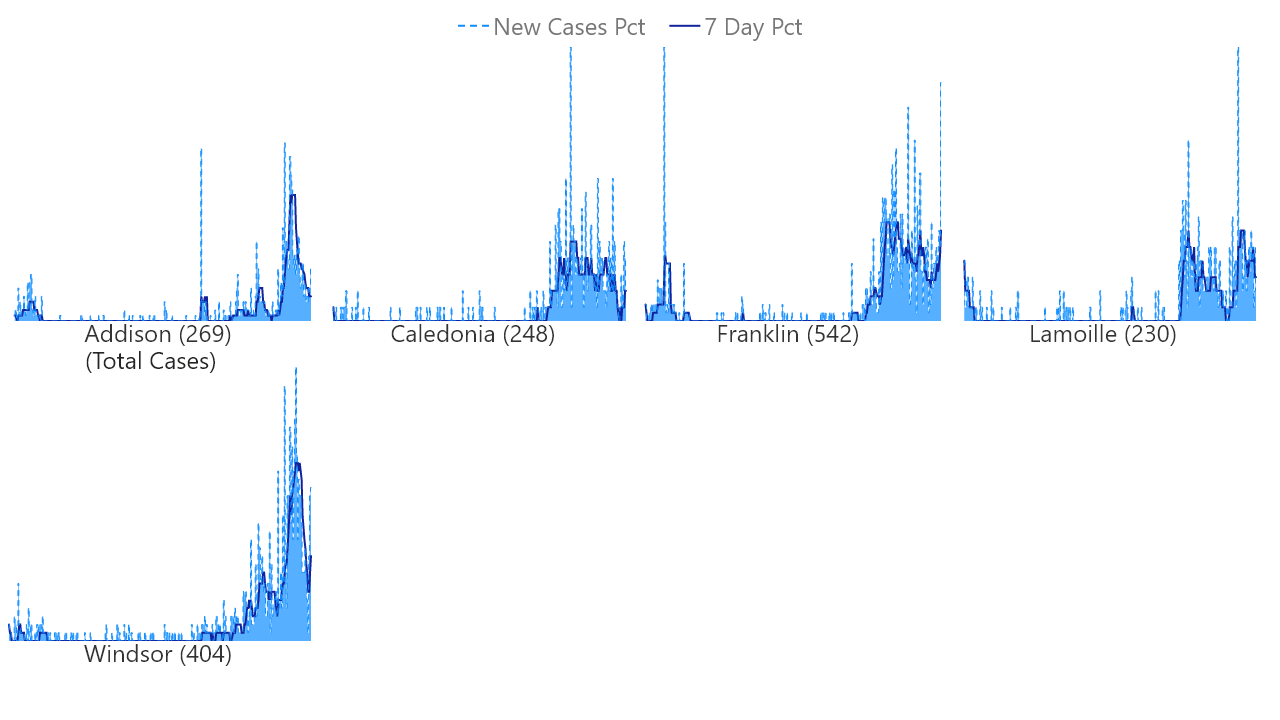 New Cases Pct 7 Day Pct
Addison (269)
(Total Cases)
Caledonia (248)
Franklin (542)
Lamoille (230)
Windsor (404)